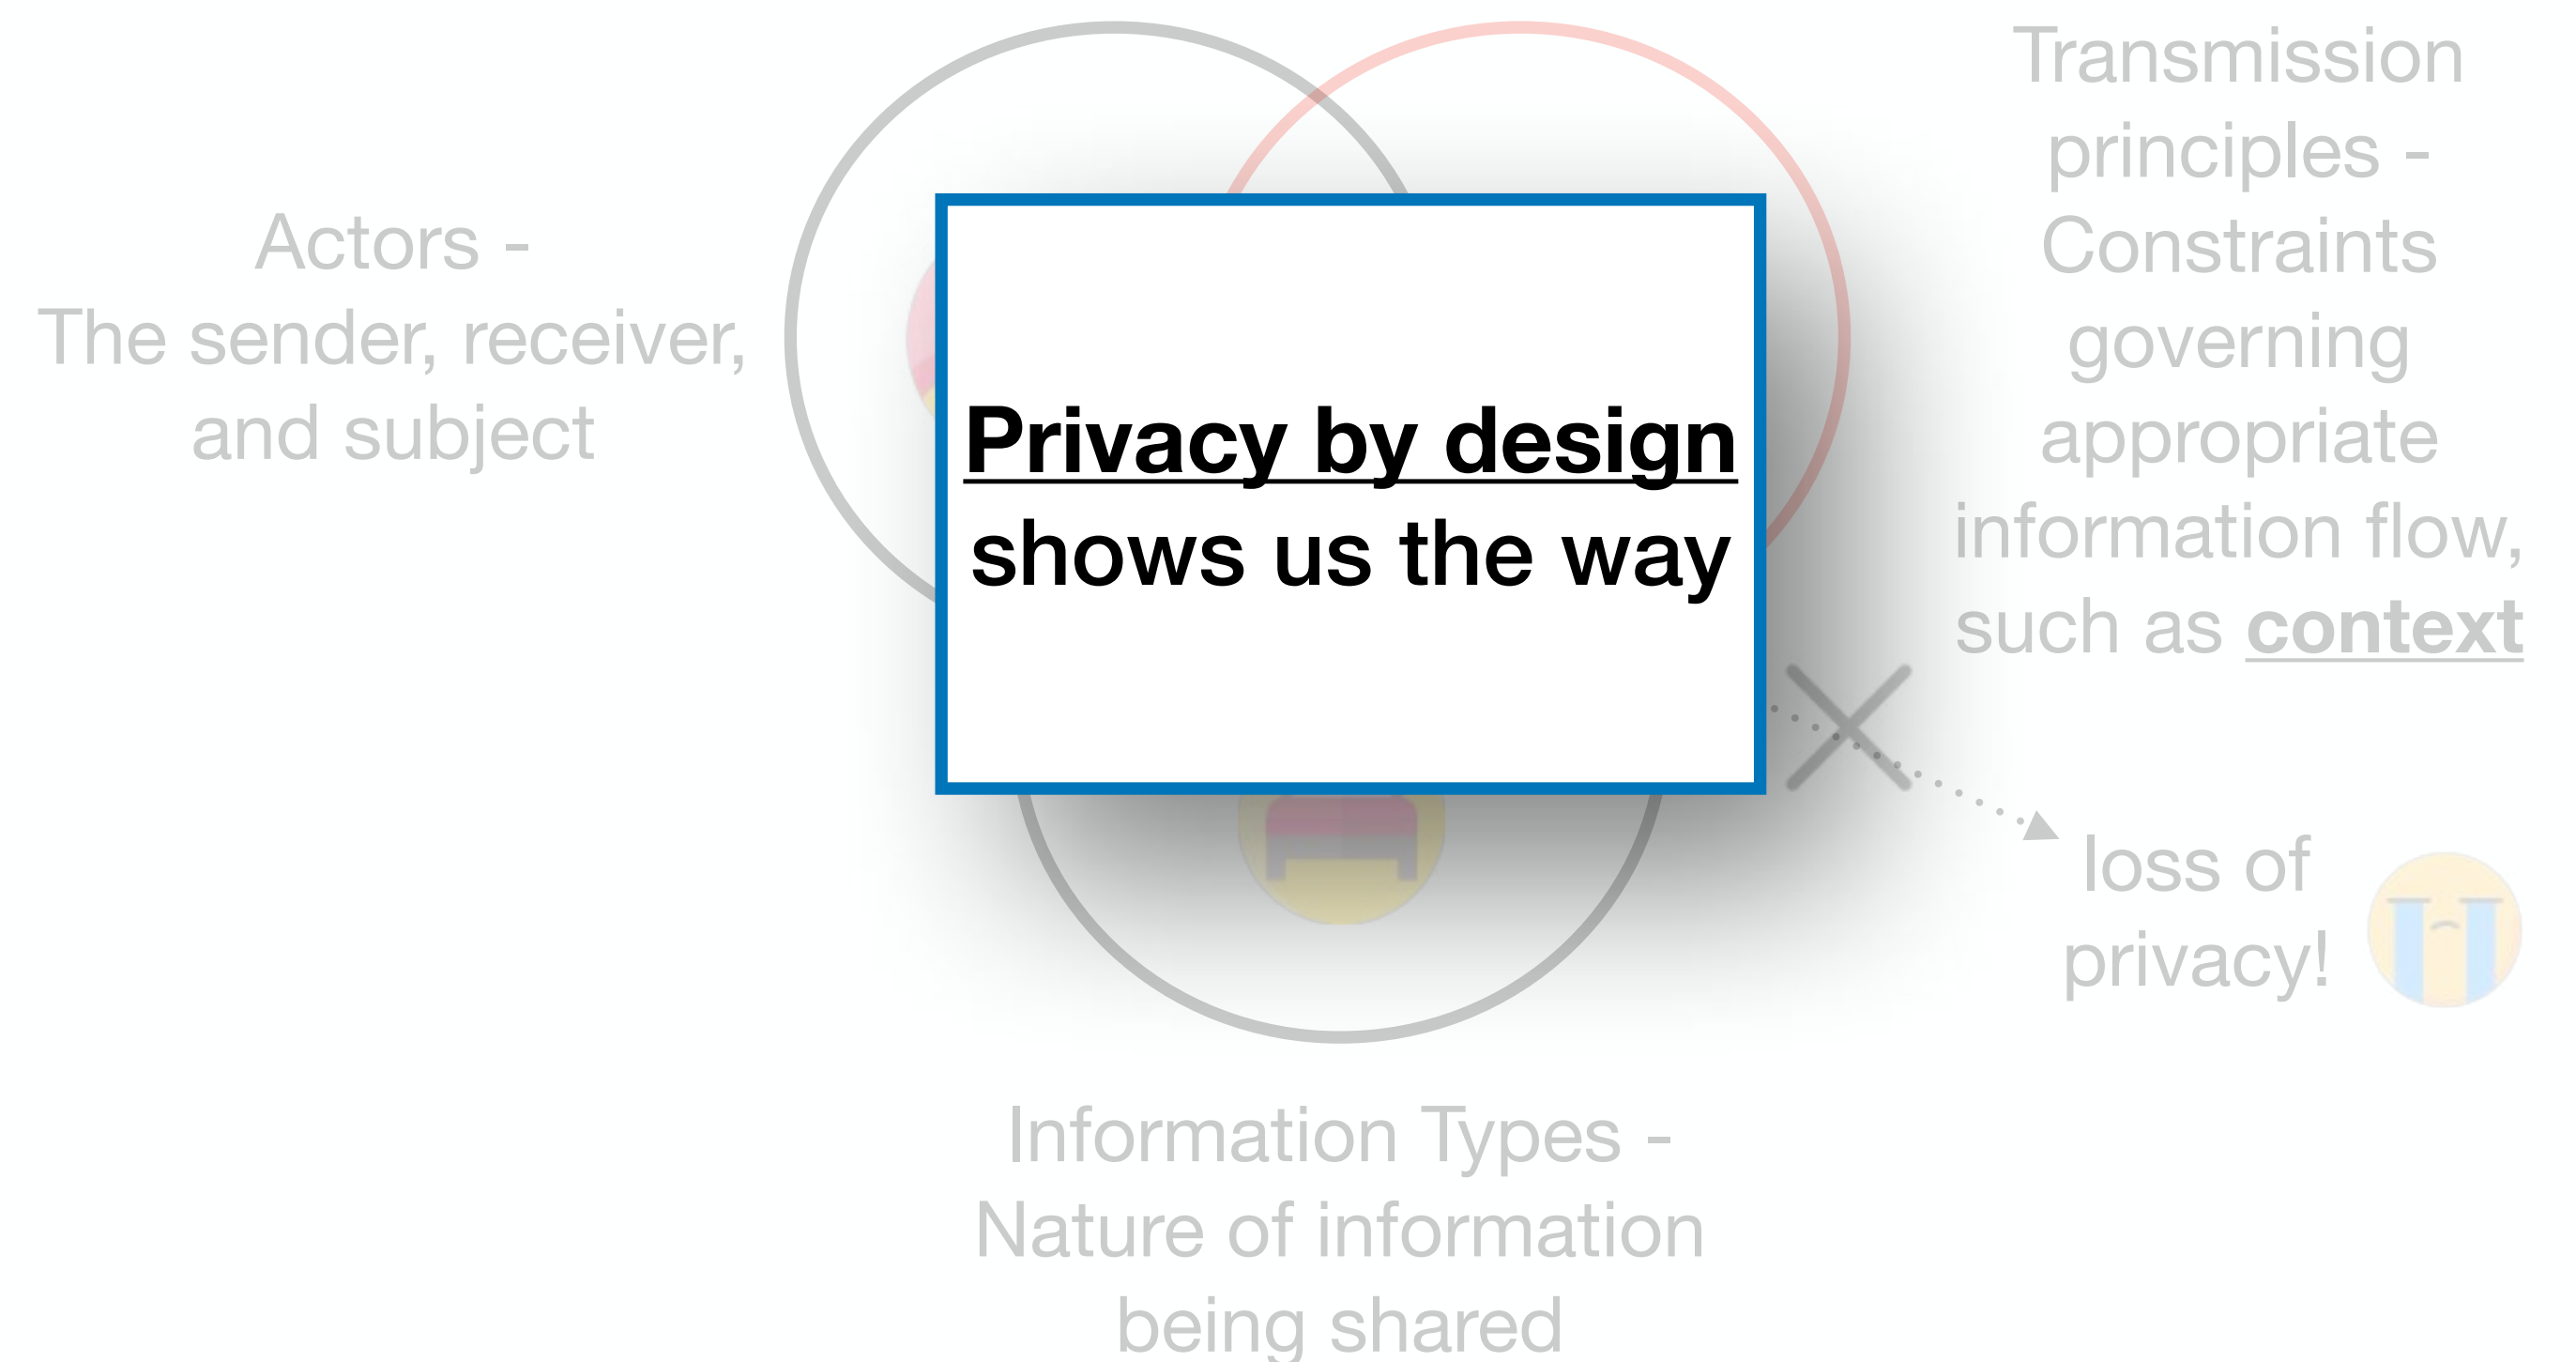 Actors -
The sender, receiver,
and subject
Privacy by design
shows us the way
Transmission
principles -
Constraints
governing
appropriate
information flow,
such as context
loss of
privacy!
Information Types -
Nature of information
being shared